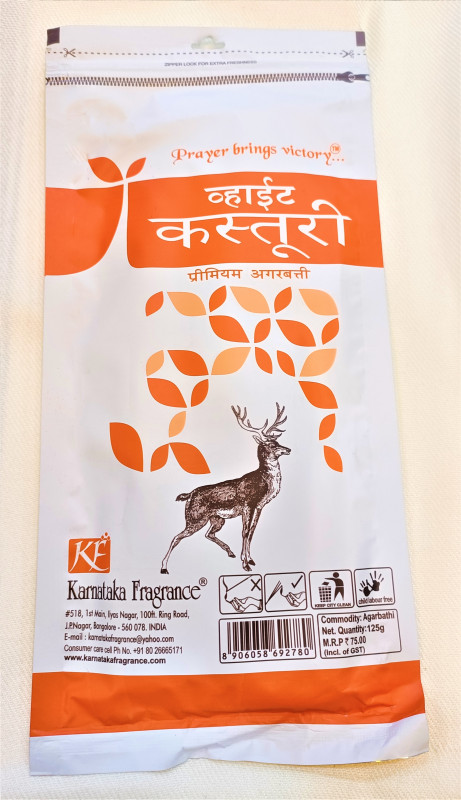 ZIPPER LOCK FOR EXTRA FRESHNESS
Prayer brings victory™...
व्हाईट
कस्तूरी
प्रीमियम अगरबत्ती
KF
Karnataka Fragrance®
#518, 1st Main, Ilyas Nagar, 100ft. Ring Road,
J.P.Nagar, Bangalore - 560 078. INDIA
E-mail : karnatakafragrance@yahoo.com
Consumer care cell Ph No. +91 80 26665171
www.karnatakafragrance.com
KEEP CITY CLEAN
child labour free
8 906058 692780
Commodity: Agarbathi
Net. Quantity:125g
M.R.P ₹ 75.00
(Incl. of GST)